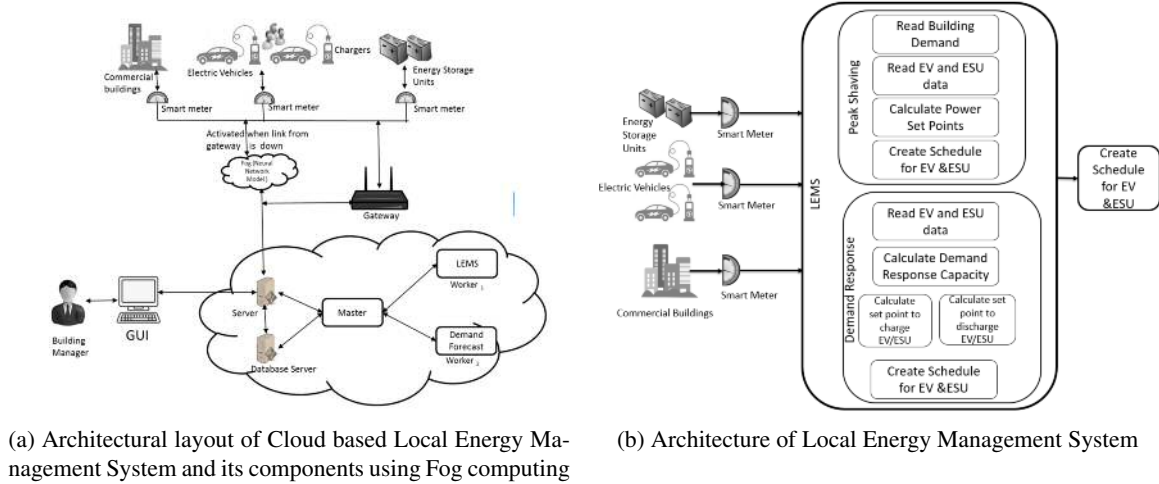 Commercial
buildings
Electric Vehicles
Chargers
Energy Storage
Units
Smart meter
Smart meter
Smart meter
Activated when link from
gateway is down
Fog (Neural
Network
Model)
Gateway
LEMS
Worker 1
Server
Master
Building
Manager
GUI
Demand
Forecast
Worker 2
Database Server
(a) Architectural layout of Cloud based Local Energy Ma-
nagement System and its components using Fog computing
Energy
Storage
Units
Smart Meter
Electric Vehicles
Smart Meter
Commercial Buildings
Smart Meter
LEMS
Peak Shaving
Read Building
Demand
Read EV and ESU
data
Calculate Power
Set Points
Create Schedule
for EV &ESU
Demand Response
Read EV and ESU
data
Calculate Demand
Response Capacity
Calculate
set point to
charge
EV/ESU
Calculate set
point to
discharge
EV/ESU
Create Schedule
for EV &ESU
Create
Schedule
for EV
&ESU
(b) Architecture of Local Energy Management System